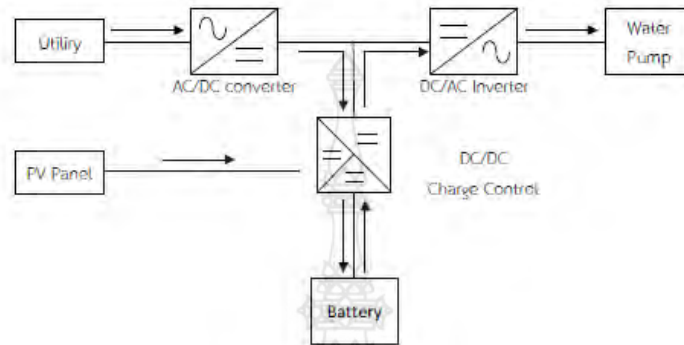 Utiliry
AC/DC converter
DC/AC Inverter
Water
Pump
PV Panel
DC/DC
Charge Control
Battery